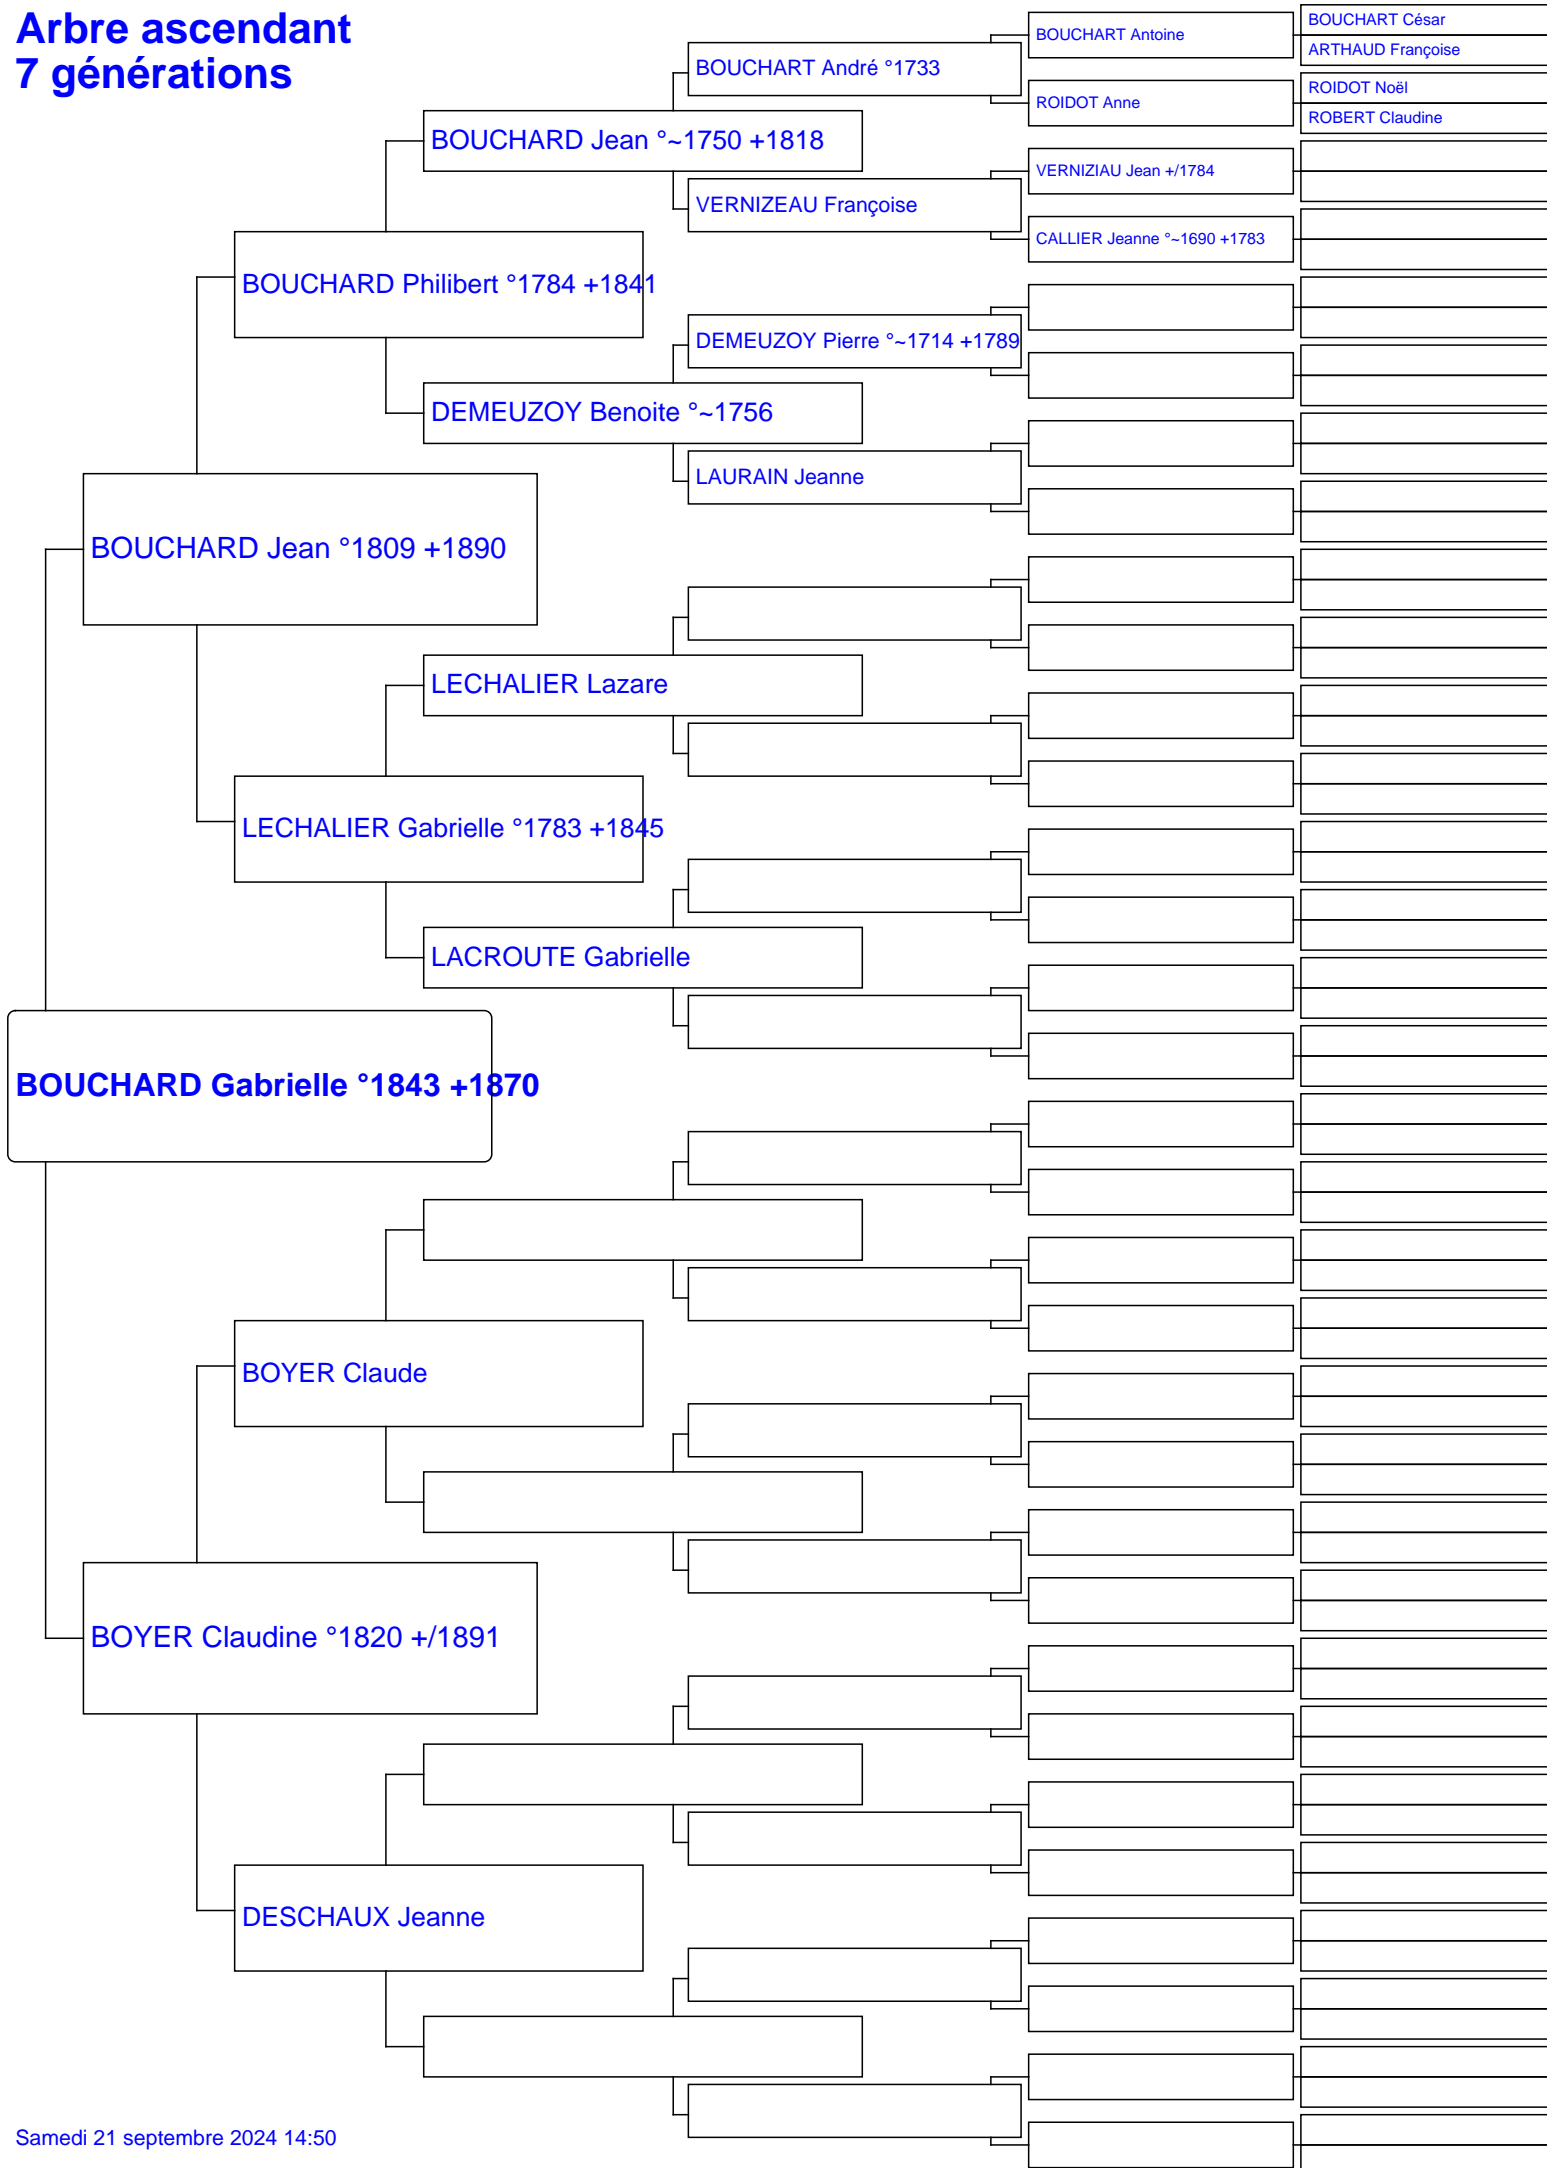 Arbre ascendant
7 générations
BOUCHART César
ARTHAUD Françoise
BOUCHART Antoine
BOUCHART André °1733
ROIDOT Noël
ROIDOT Anne
ROBERT Claudine
BOUCHARD Jean °~1750 +1818
VERNIZIAU Jean +/1784
VERNIZEAU Françoise
CALLIER Jeanne °~1690 +1783
BOUCHARD Philibert °1784 +1841
DEMEUZOY Pierre °~1714 +1789
DEMEUZOY Benoite °~1756
LAURAIN Jeanne
BOUCHARD Jean °1809 +1890
LECHALIER Lazare
LECHALIER Gabrielle °1783 +1845
LACROUTE Gabrielle
BOUCHARD Gabrielle °1843 +1870
BOYER Claude
BOYER Claudine °1820 +/1891
DESCHAUX Jeanne
Samedi 21 septembre 2024 14:50